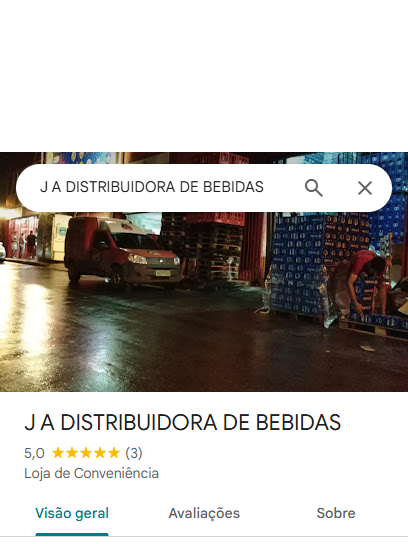 J A DISTRIBUIDORA DE BEBIDAS
J A DISTRIBUIDORA DE BEBIDAS
5,0 ★★★★★ (3)
Loja de Conveniência
Visão geral Avaliações Sobre